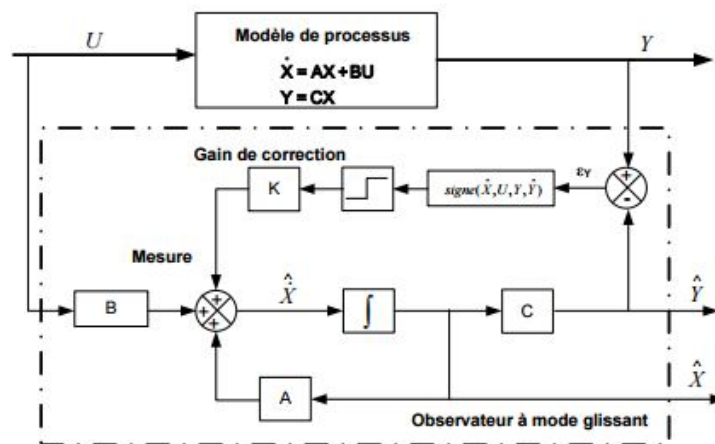 U
Modèle de processus
Ẋ = AX + BU
Y = CX
Y
Gain de correction
K
signe(X̂,U,Y,Ŷ)
εY
+
-
Mesure
B
+
+
+
X̂̇
∫
C
Ŷ
A
X̂
Observateur à mode glissant